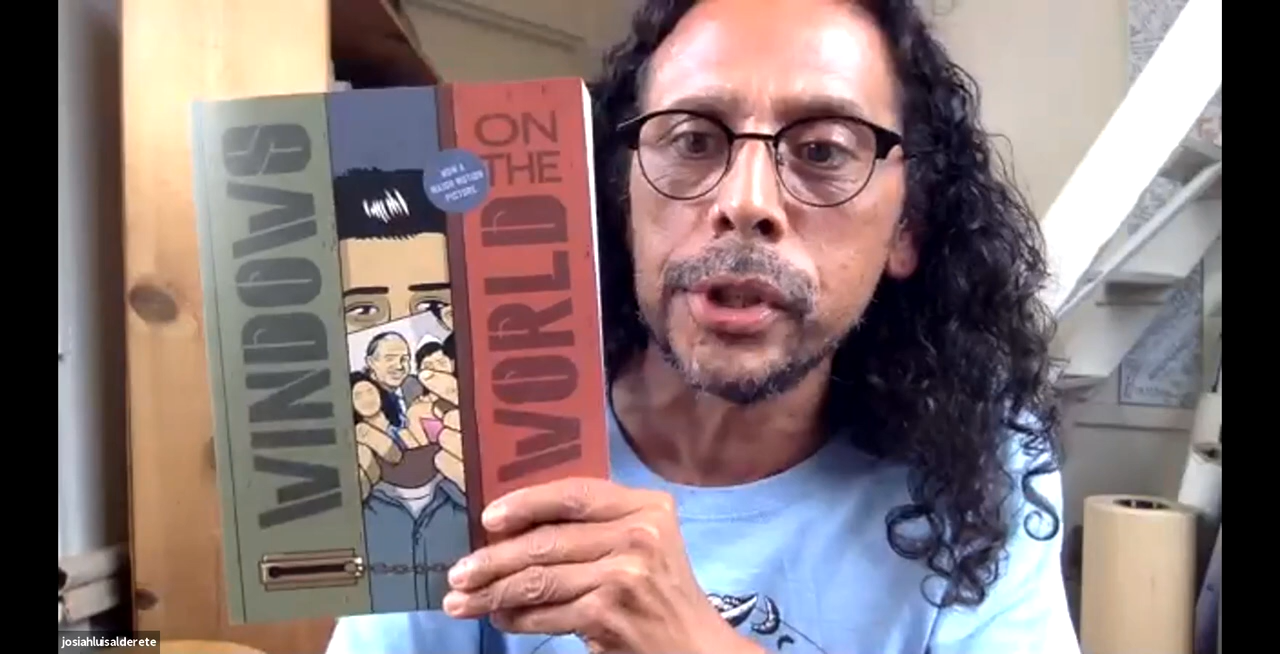 WINDOWS
ON
THE
WORLD
NOW A
MAJOR MOTION
PICTURE
josiahluisalderete